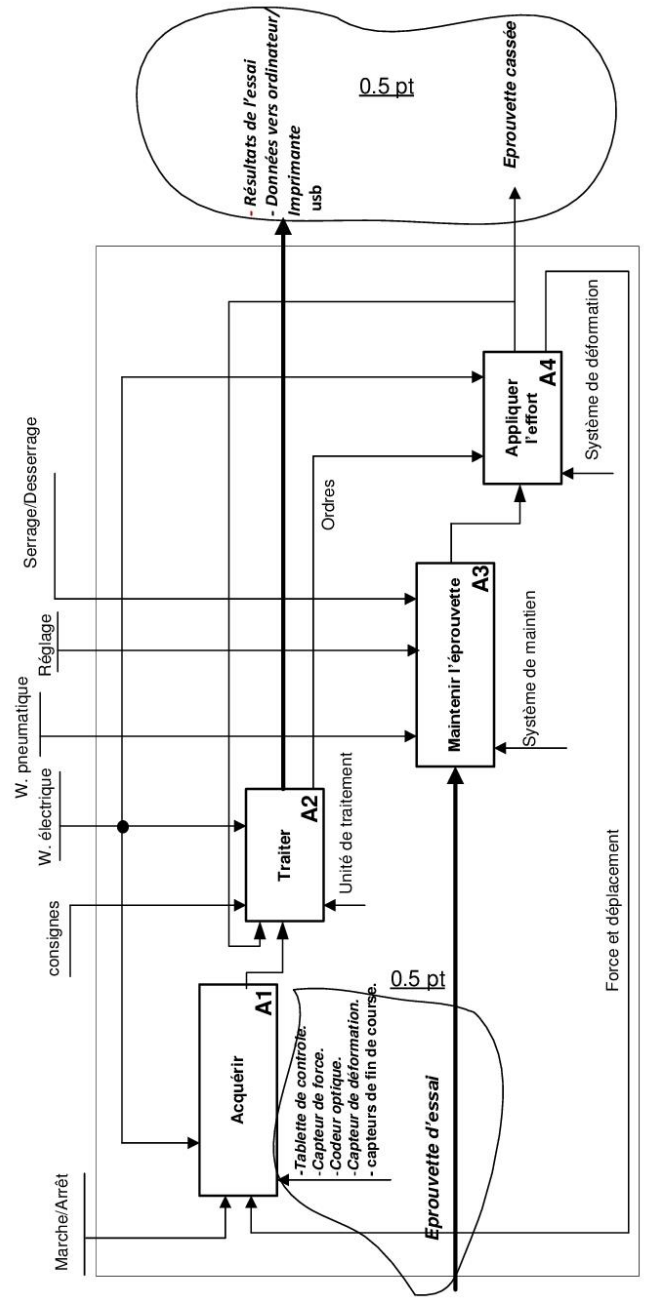 Marche/Arrêt
consignes
W. électrique
W. pneumatique
Réglage
Serrage/Desserrage
Acquérir
A1
-Tablette de contrôle.
-Capteur de force.
-Codeur optique.
-Capteur de déformation.
- capteurs de fin de course.
0.5 pt
Traiter
A2
Unité de traitement
Ordres
- Résultats de l'essai
- Données vers ordinateur/
Imprimante
usb
0.5 pt
Eprouvette d'essai
Maintenir l'éprouvette
A3
Système de maintien
Appliquer
l'effort
A4
Système de déformation
Eprouvette cassée
Force et déplacement